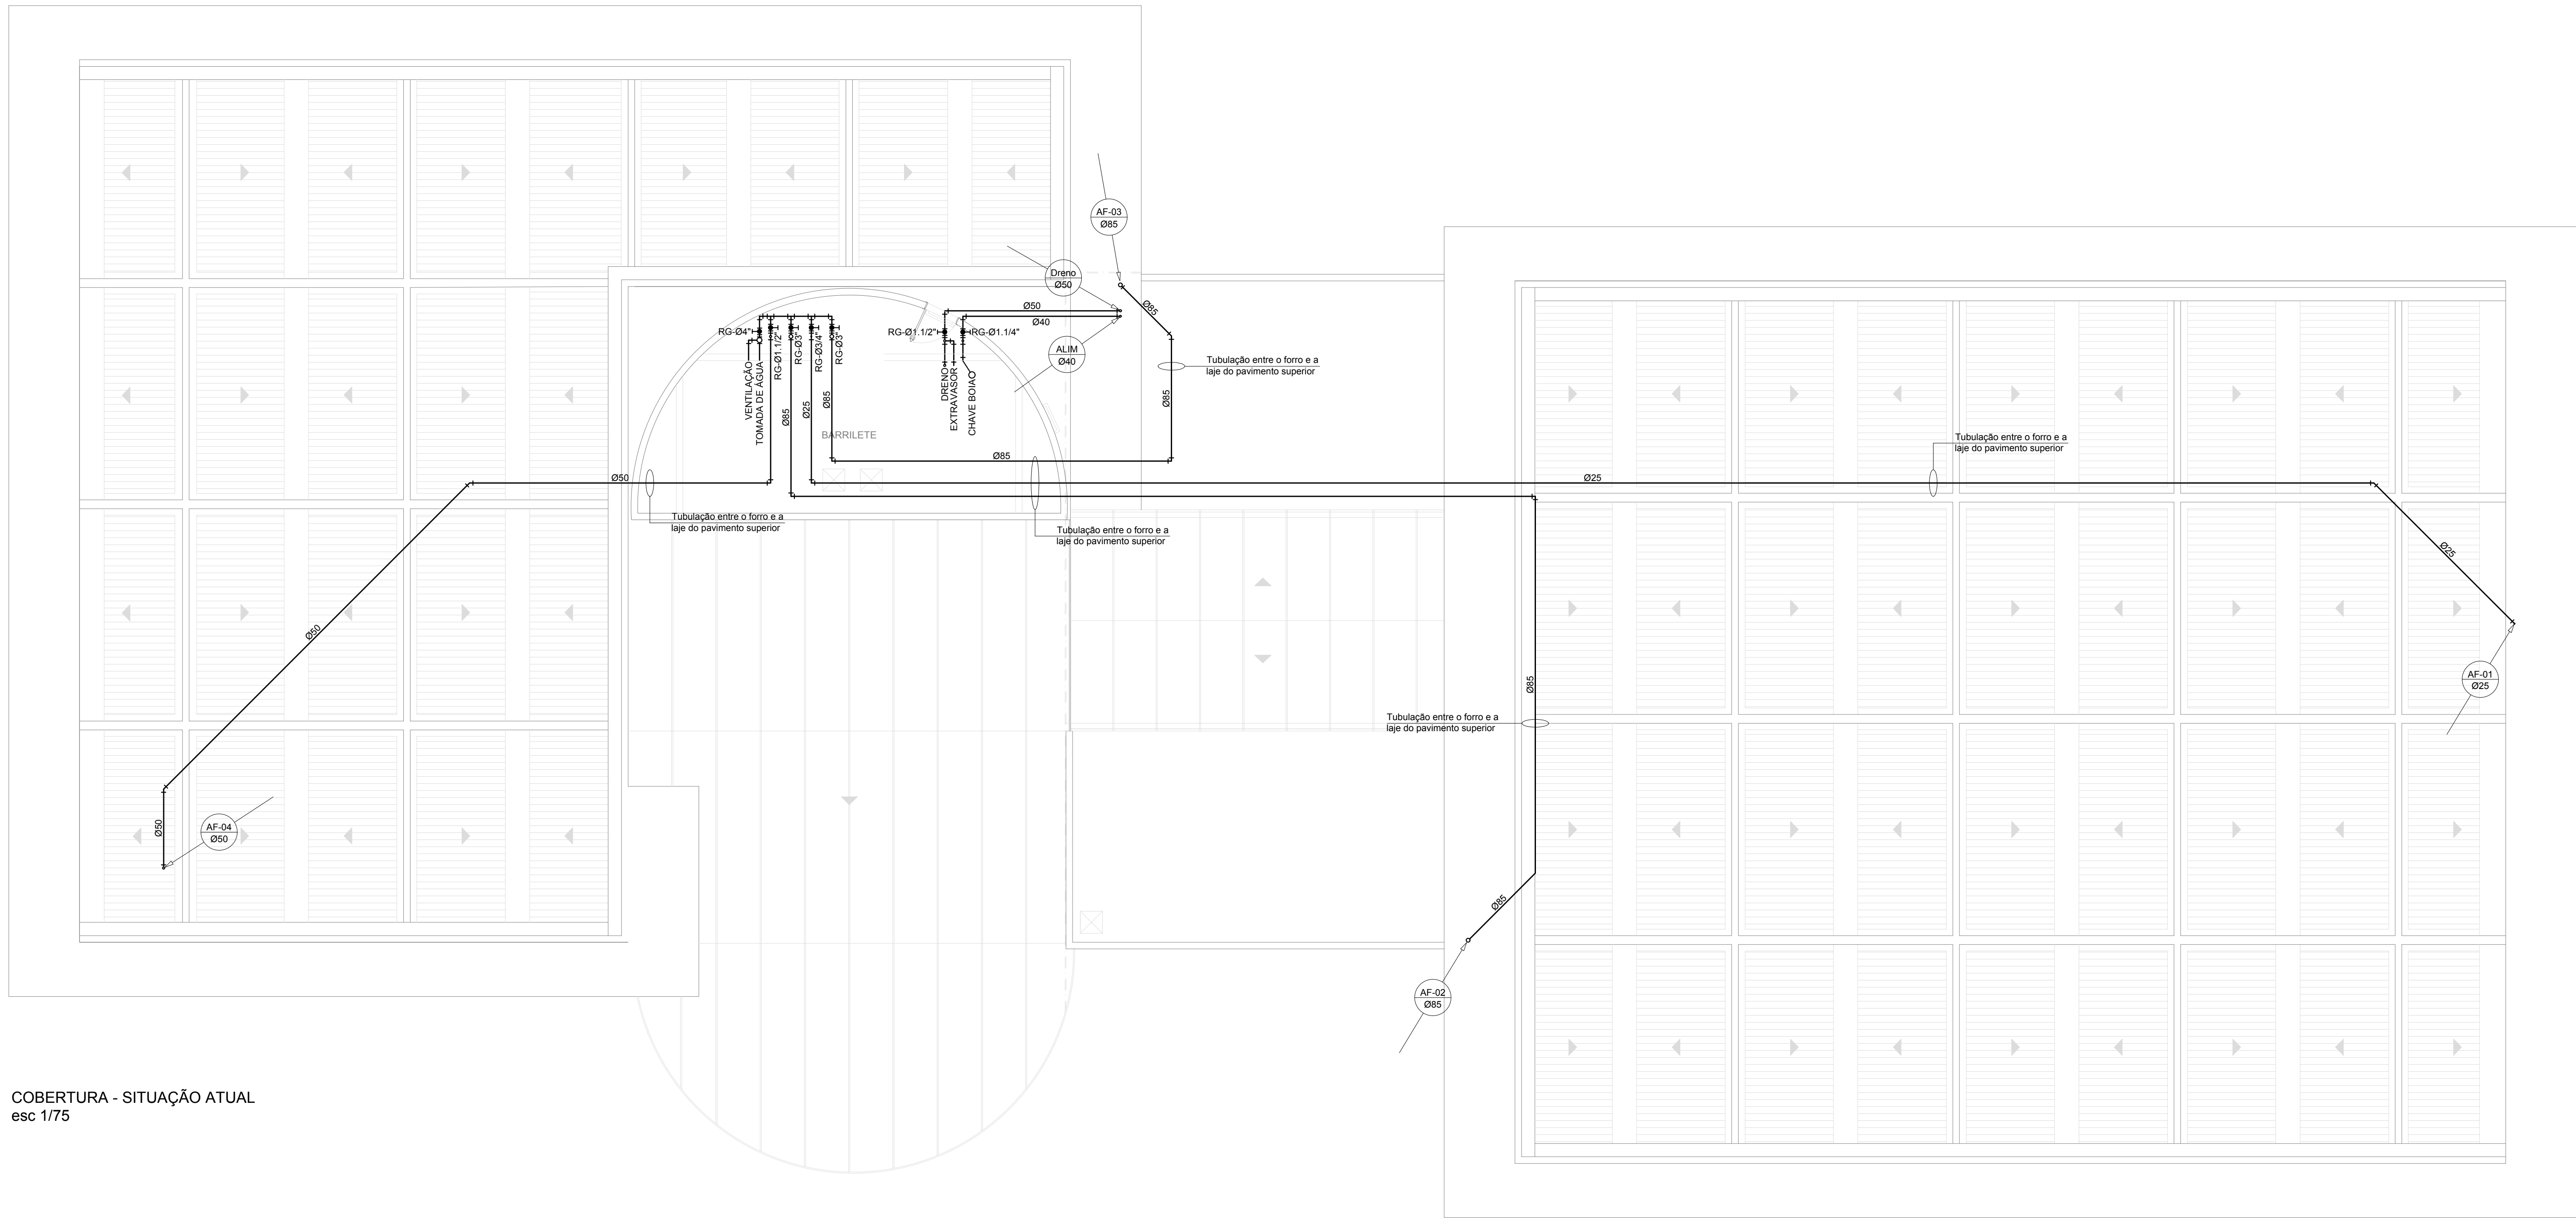 AF-03
Ø85
Dreno
Ø50
Ø50
Ø40
Ø85
RG-Ø4"
RG-Ø1.1/2"
RG-Ø3"
RG-Ø3/4"
RG-Ø3"
RG-Ø1.1/2"
RG-Ø1.1/4"
ALIM
Ø40
Tubulação entre o forro e a
laje do pavimento superior
VENTILAÇÃO
TOMADA DE ÁGUA
Ø85
Ø25
Ø85
DRENO
EXTRAVASOR
CHAVE BOIA
Ø85
BARRILETE
Ø85
Tubulação entre o forro e a
laje do pavimento superior
Ø50
Ø25
Tubulação entre o forro e a
laje do pavimento superior
Tubulação entre o forro e a
laje do pavimento superior
Ø25
Ø50
AF-01
Ø25
Ø85
Tubulação entre o forro e a
laje do pavimento superior
Ø50
AF-04
Ø50
Ø85
AF-02
Ø85
COBERTURA - SITUAÇÃO ATUAL
esc 1/75